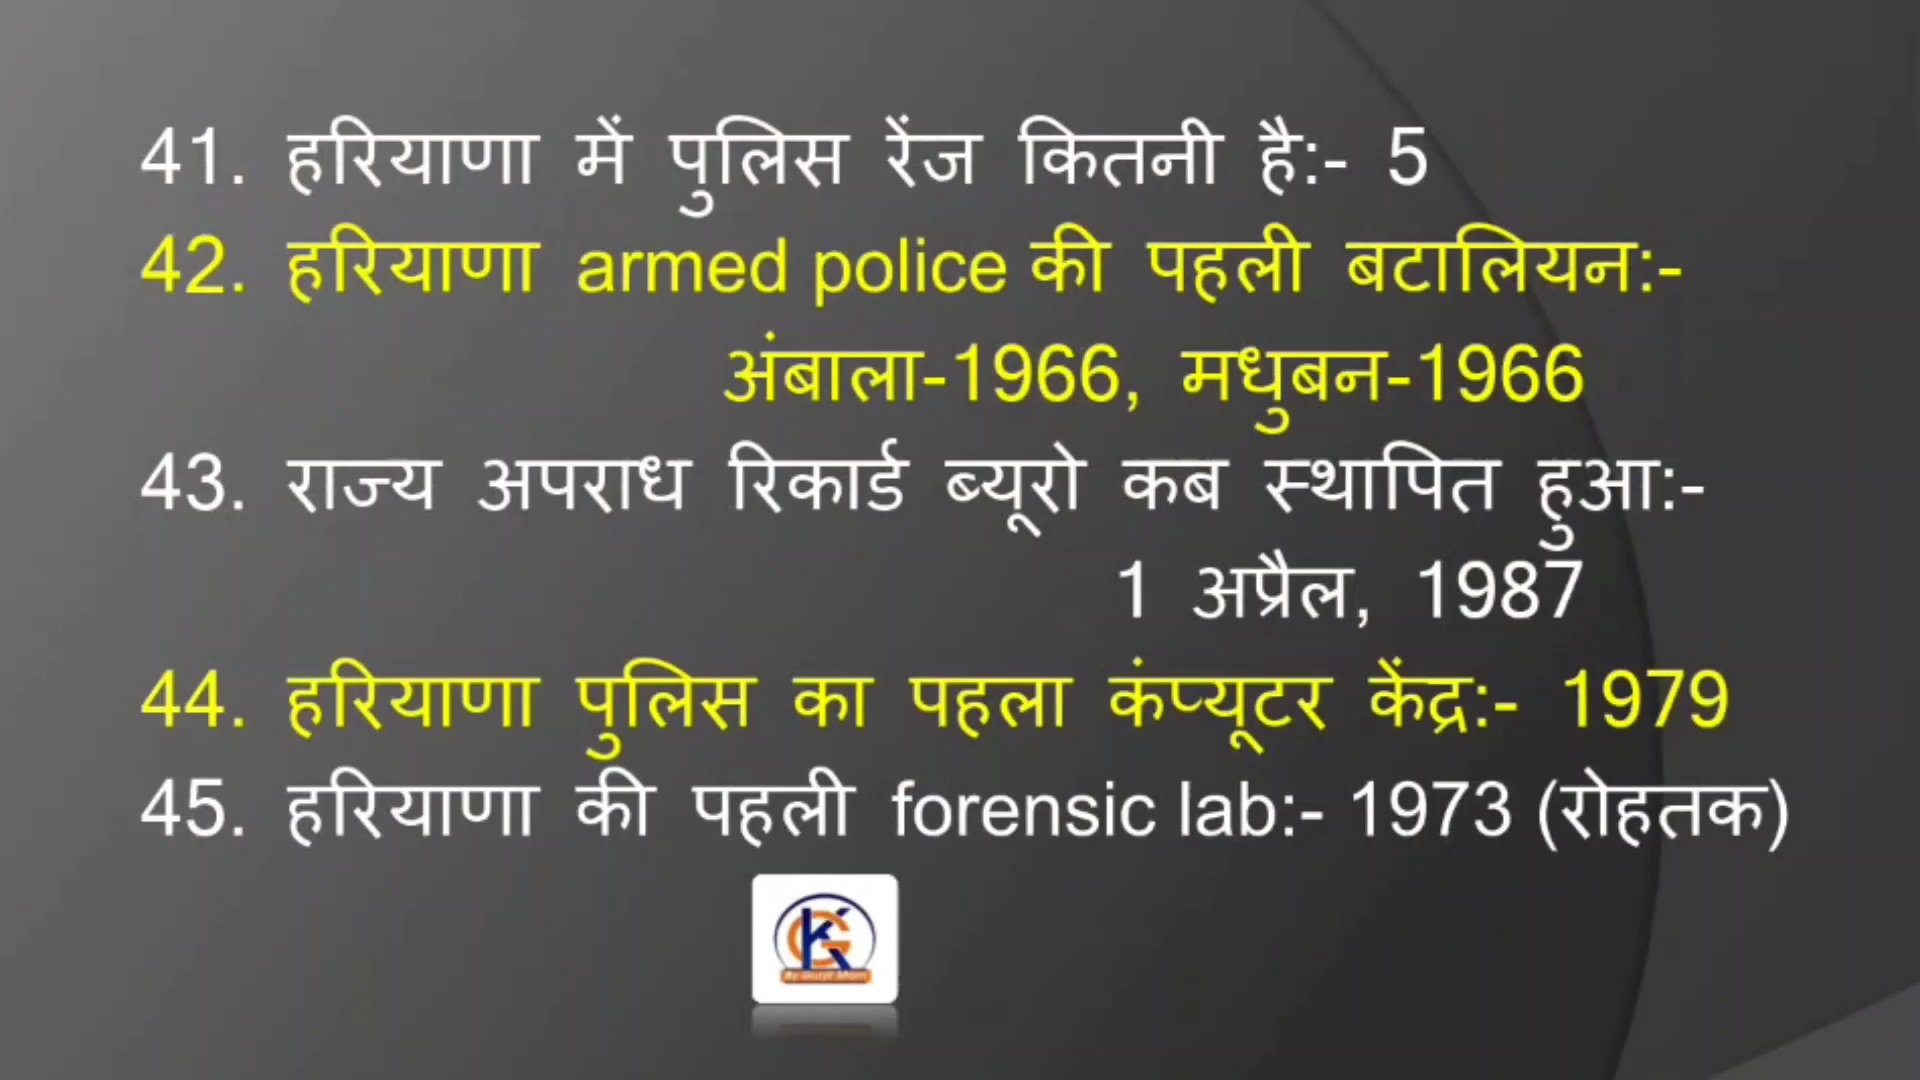 41. हरियाणा में पुलिस रेंज कितनी है:- 5
42. हरियाणा armed police की पहली बटालियन:-
अंबाला-1966, मधुबन-1966
43. राज्य अपराध रिकार्ड ब्यूरो कब स्थापित हुआ:-
1 अप्रैल, 1987
44. हरियाणा पुलिस का पहला कंप्यूटर केंद्र:- 1979
45. हरियाणा की पहली forensic lab:- 1973 (रोहतक)
GK